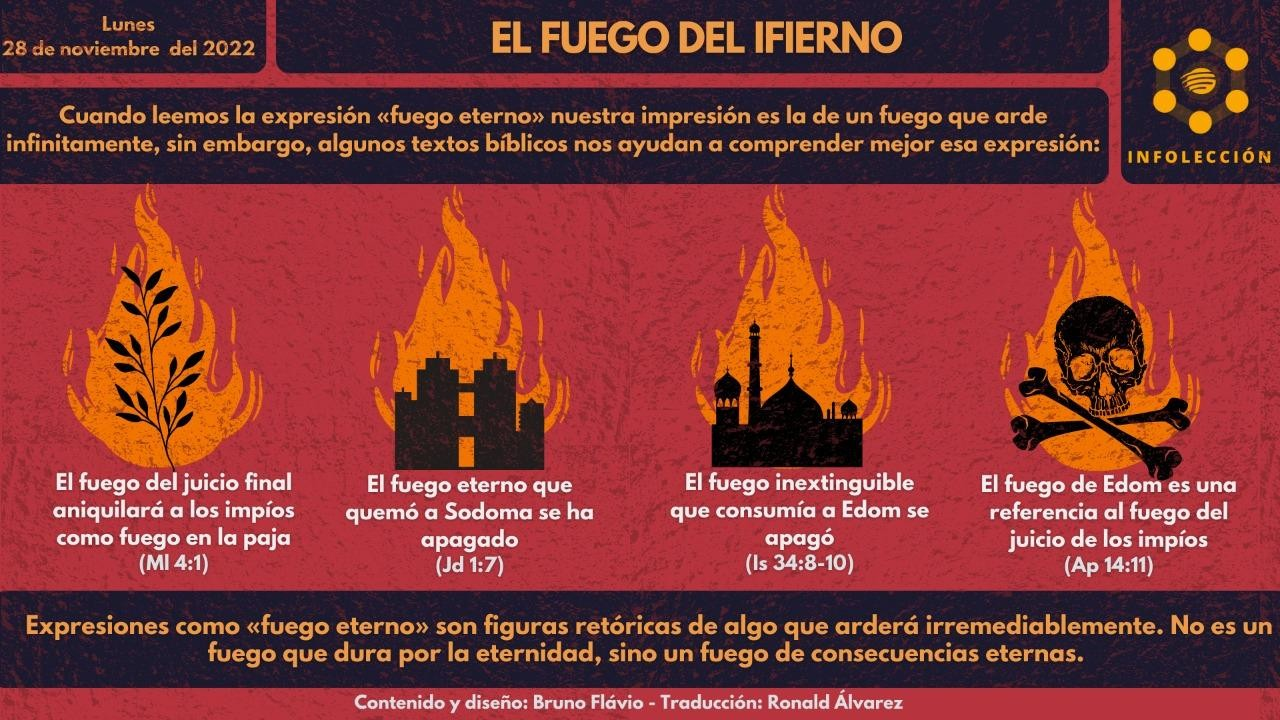 Lunes
28 de noviembre del 2022
EL FUEGO DEL IFIERNO
INFOLECCIÓN
Cuando leemos la expresión «fuego eterno» nuestra impresión es la de un fuego que arde
infinitamente, sin embargo, algunos textos bíblicos nos ayudan a comprender mejor esa expresión:
El fuego del juicio final
aniquilará a los impíos
como fuego en la paja
(Ml 4:1)
El fuego eterno que
quemó a Sodoma se ha
apagado
(Jd 1:7)
El fuego inextinguible
que consumía a Edom se
apagó
(Is 34:8-10)
El fuego de Edom es una
referencia al fuego del
juicio de los impíos
(Ap 14:11)
Expresiones como «fuego eterno» son figuras retóricas de algo que arderá irremediablemente. No es un
fuego que dura por la eternidad, sino un fuego de consecuencias eternas.
Contenido y diseño: Bruno Flávio - Traducción: Ronald Álvarez